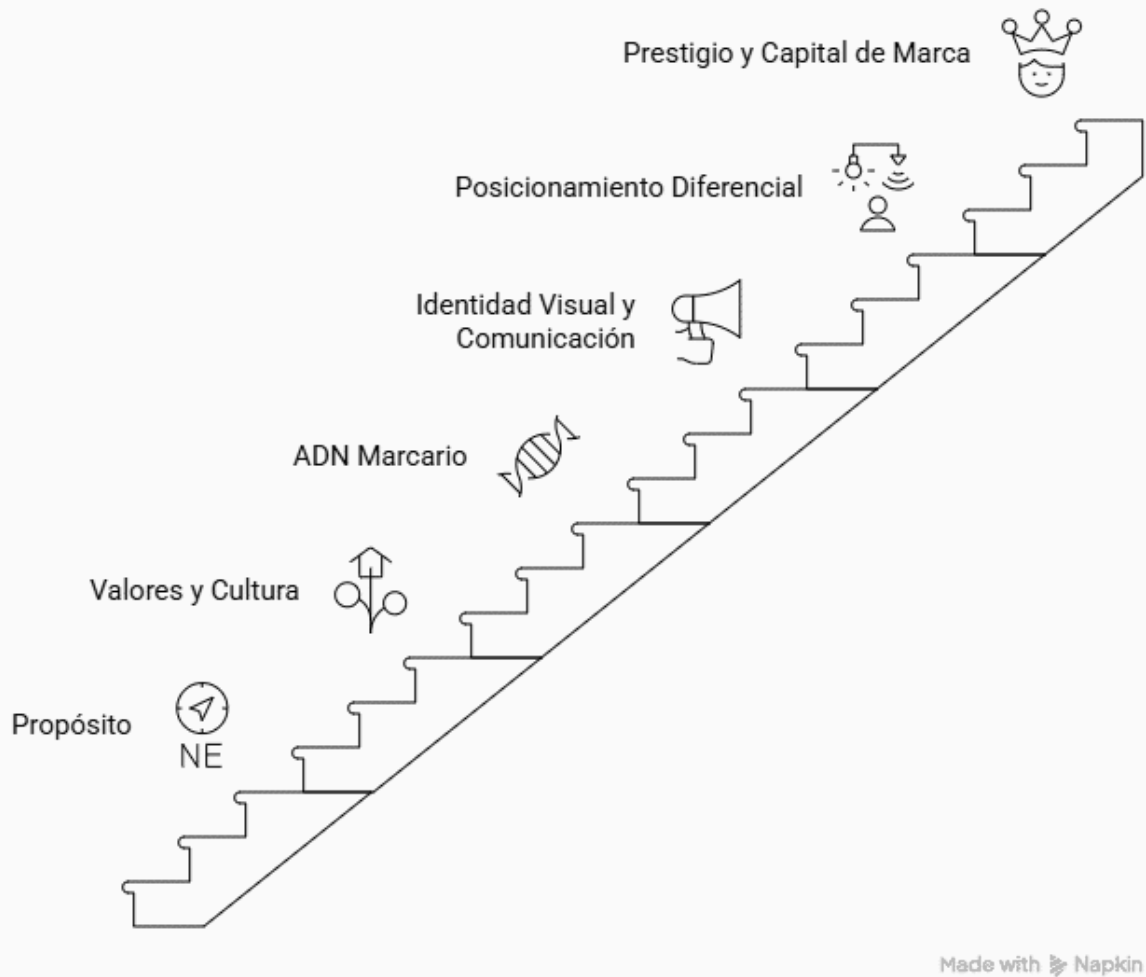 Prestigio y Capital de Marca
Posicionamiento Diferencial
Identidad Visual y
Comunicación
ADN Marcario
Valores y Cultura
Propósito
NE
Made with Napkin